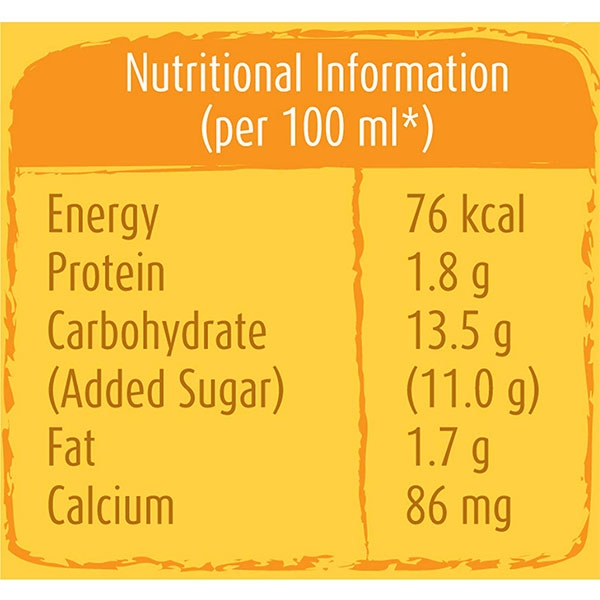 Nutritional Information
(per 100 ml*)
Energy 76 kcal
Protein 1.8 g
Carbohydrate 13.5 g
(Added Sugar) (11.0 g)
Fat 1.7 g
Calcium 86 mg